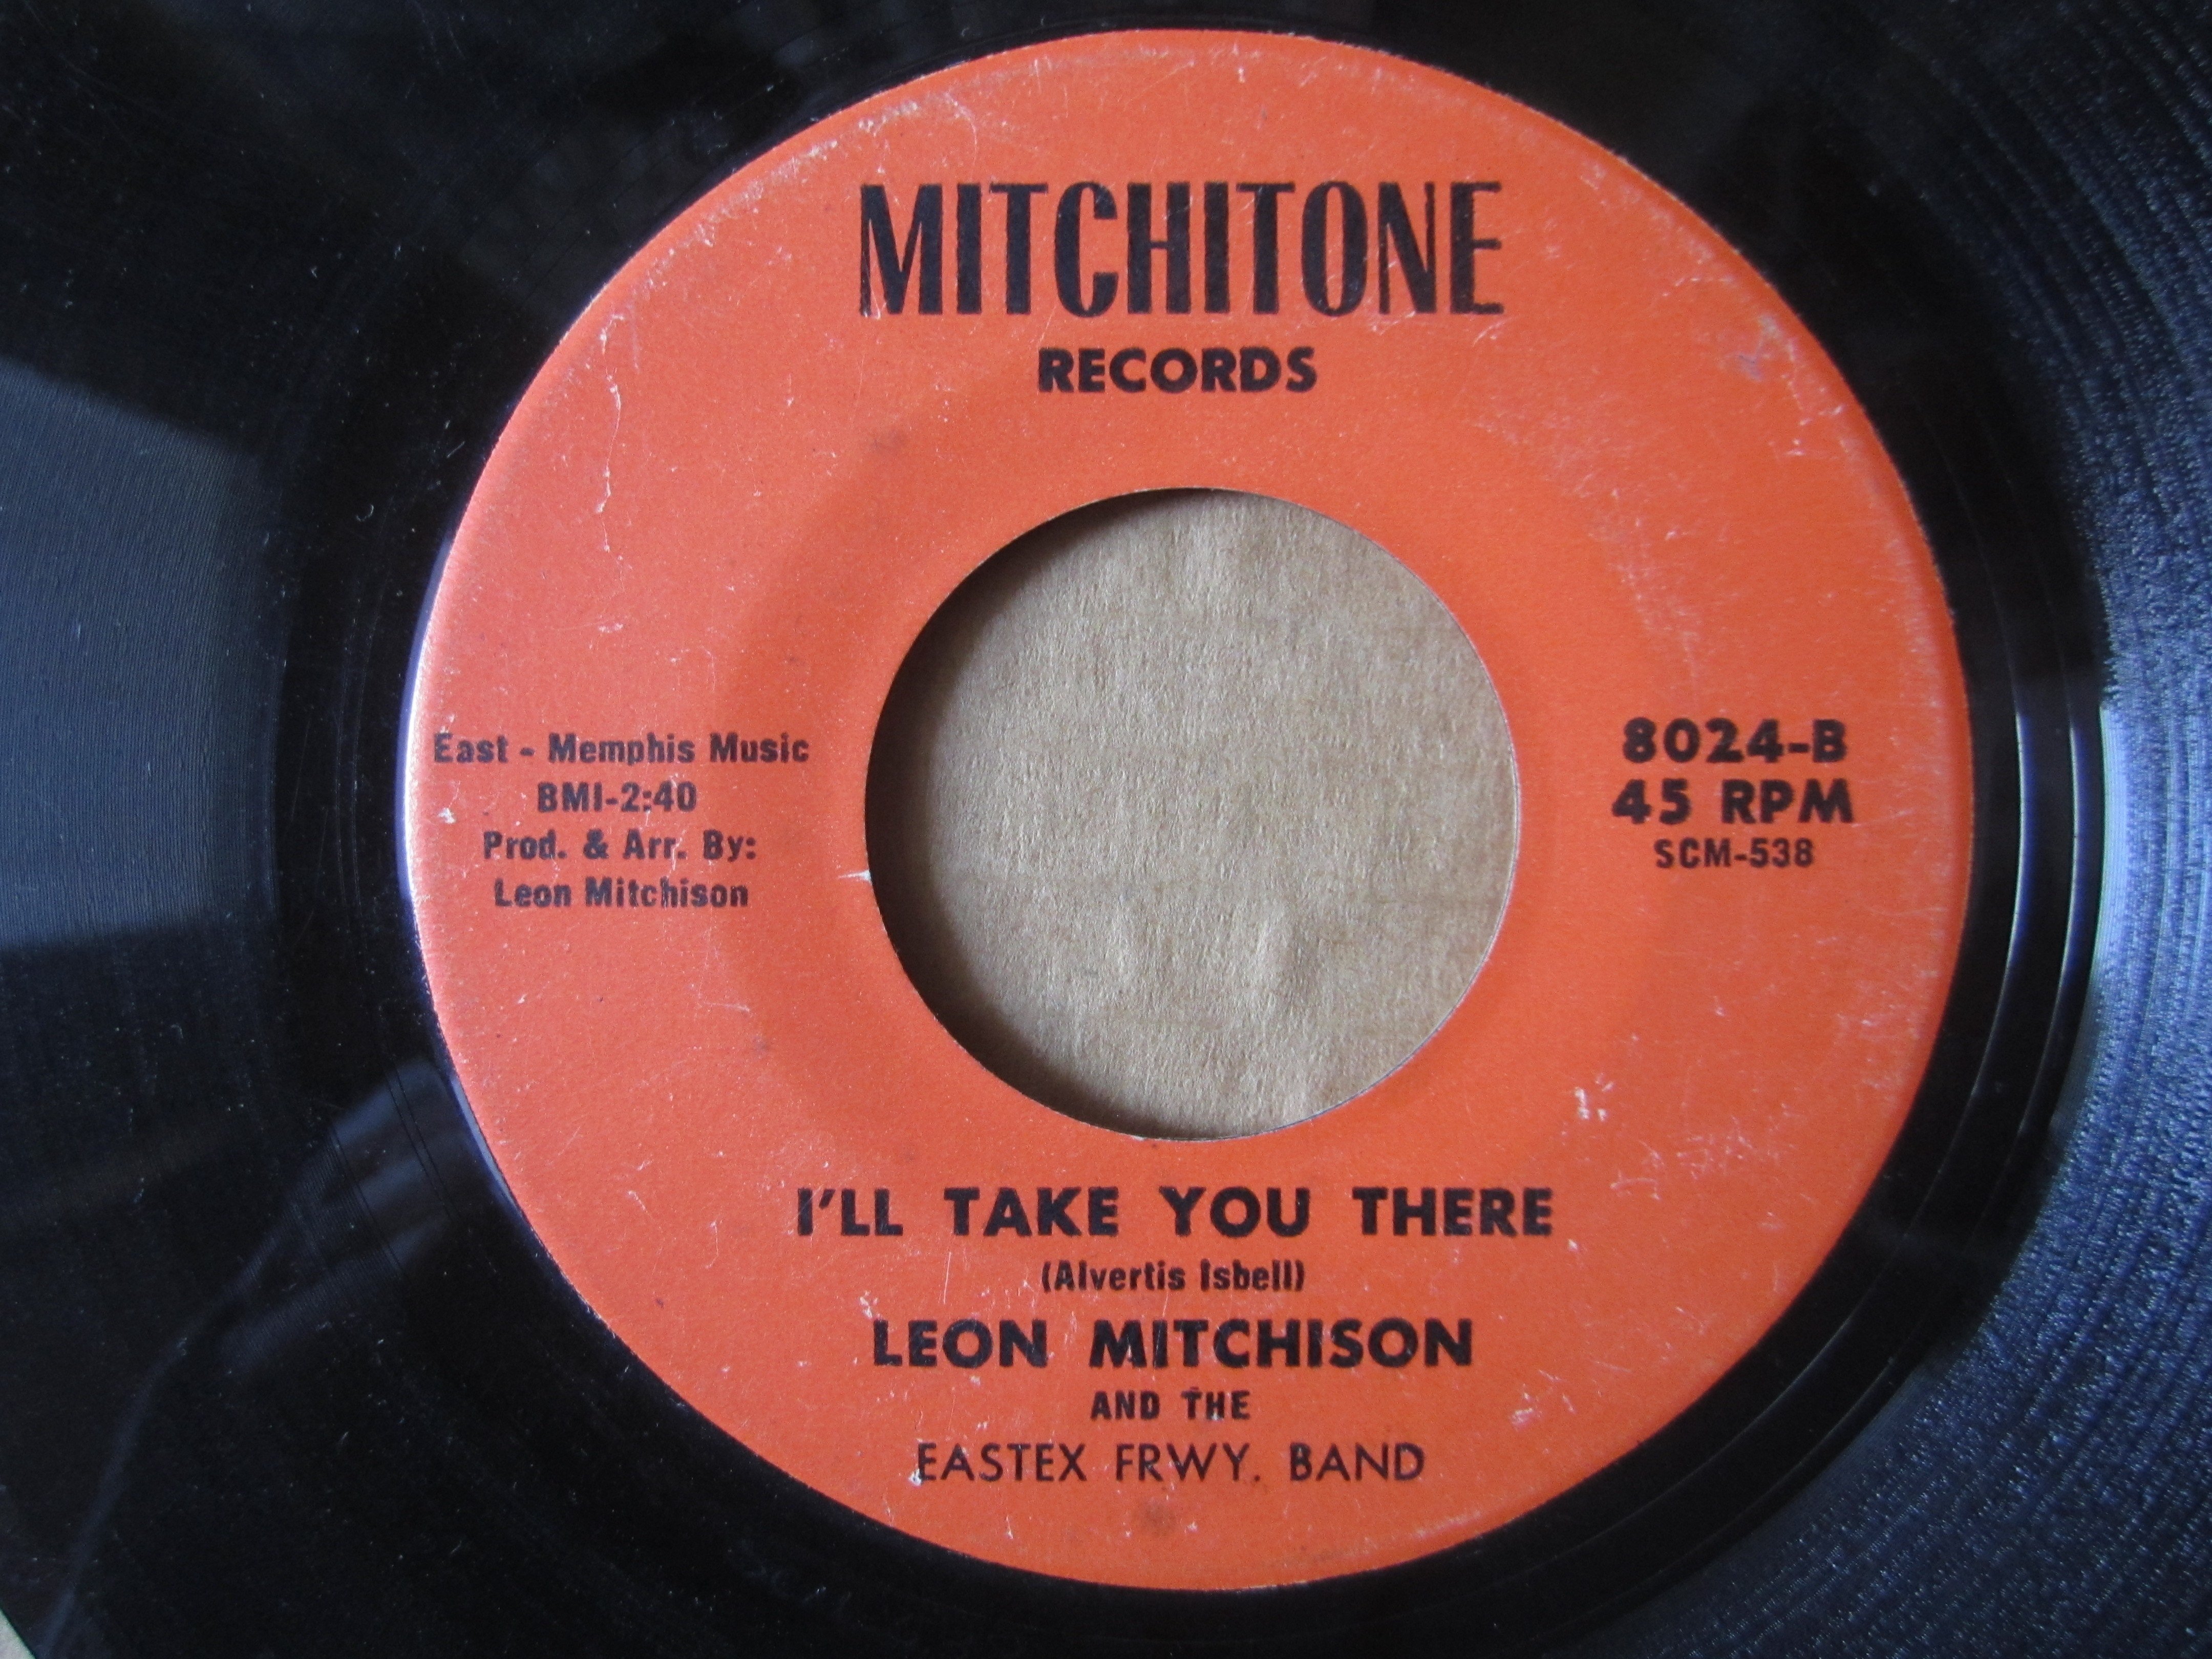 MITCHITONE
RECORDS
East - Memphis Music
BMI-2:40
Prod. & Arr. By:
Leon Mitchison
8024-B
45 RPM
SCM-538
I'LL TAKE YOU THERE
(Alvertis Isbell)
LEON MITCHISON
AND THE
EASTEX FRWY. BAND